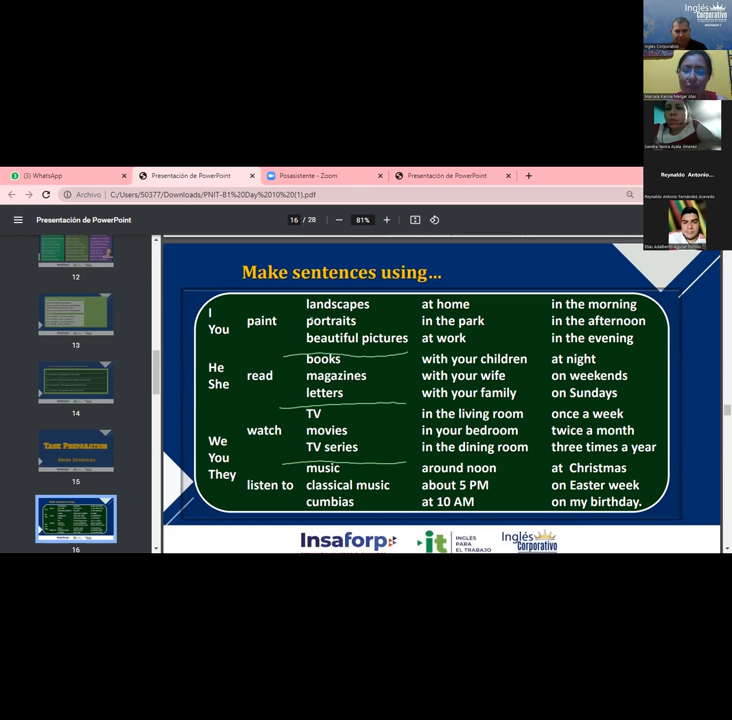 Inglés
Corporativo
Ingles Corporativo
Marcela Karina Melgar Alas
Sandra Yanira Ayala Jimenez
Reynaldo Antonio...
Reynaldo Antonio Fernández Acevedo
(3) WhatsApp
Presentación de PowerPoint
Posasistente - Zoom
Presentación de PowerPoint
Archivo | C:/Users/50377/Downloads/PNIT-B1%20Day%2010%20(1).pdf
Presentación de PowerPoint
16 / 28
81%
12
13
14
TASK PREPARATION
Make Sentences
15
16
Make sentences using...
I
You
paint
landscapes at home in the morning
portraits in the park in the afternoon
beautiful pictures at work in the evening
He
She
read
books with your children at night
magazines with your wife on weekends
letters with your family on Sundays
We
You
They
watch
TV in the living room once a week
movies in your bedroom twice a month
TV series in the dining room three times a year
listen to
music around noon at Christmas
classical music about 5 PM on Easter week
cumbias at 10 AM on my birthday.
Insaforp
it
INGLÉS
PARA
EL TRABAJO
Inglés
Corporativo